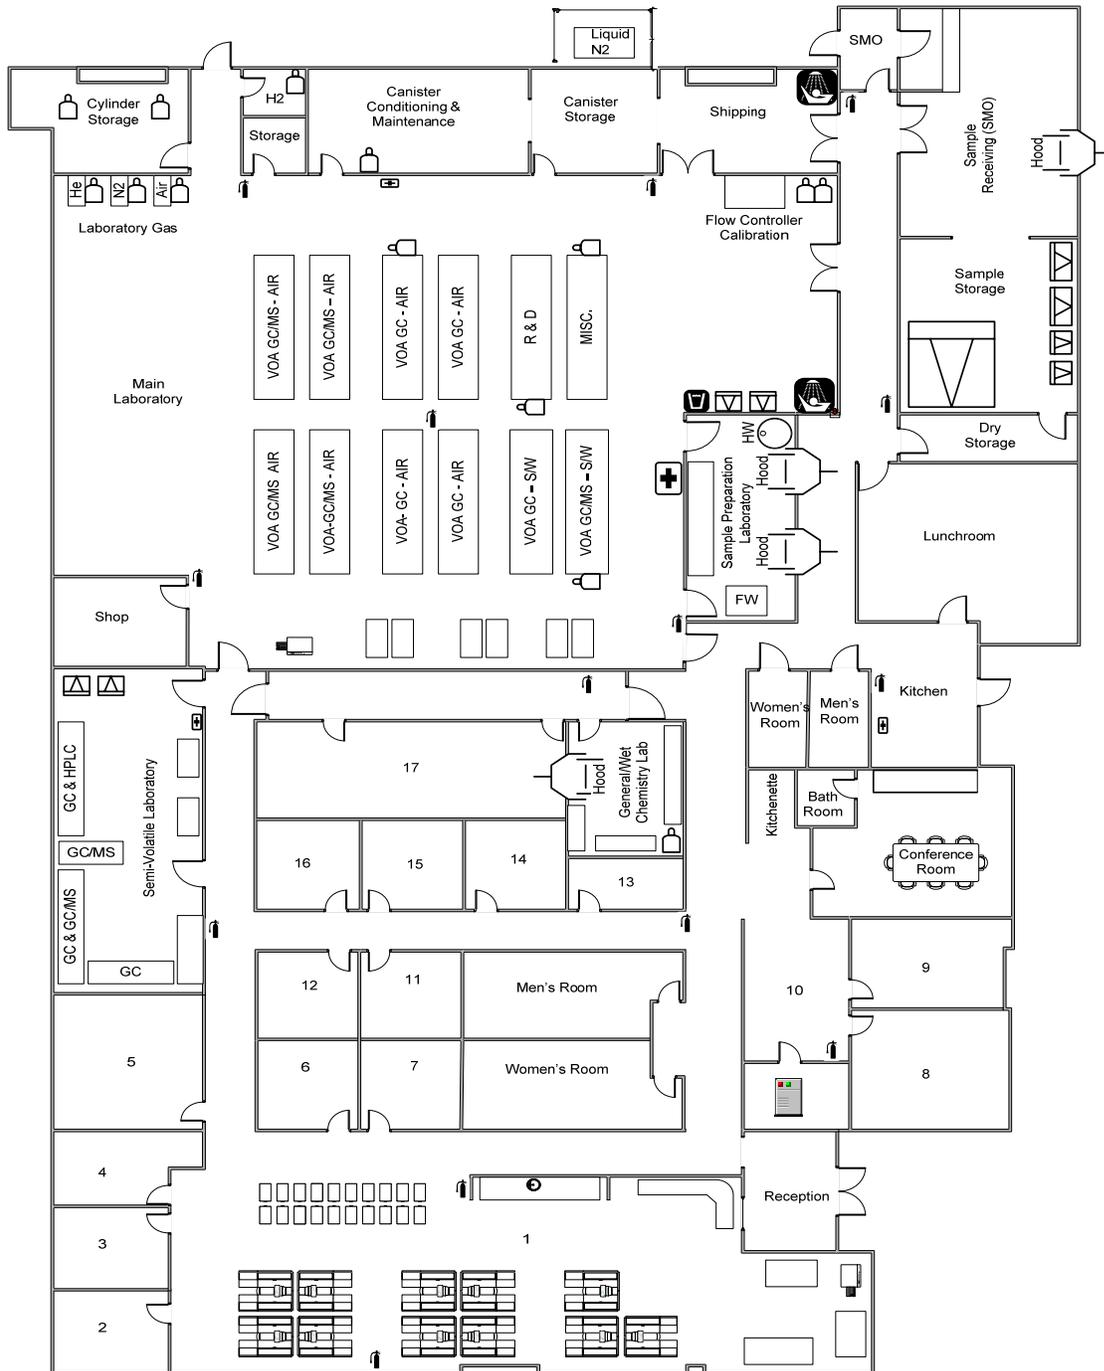 Liquid
N2
SMO
Cylinder
Storage
H2
Storage
Canister
Conditioning &
Maintenance
Canister
Storage
Shipping
Sample
Receiving (SMO)
Hood
He
N2
Air
Laboratory Gas
Flow Controller
Calibration
Sample
Storage
VOA GC/MS - AIR
VOA GC/MS – AIR
VOA GC - AIR
VOA GC - AIR
R & D
MISC.
Main
Laboratory
Dry
Storage
HW
Hood
VOA GC/MS AIR
VOA-GC/MS - AIR
VOA- GC - AIR
VOA GC - AIR
VOA GC – S/W
VOA GC/MS – S/W
Sample Preparation
Laboratory
Hood
Lunchroom
FW
Shop
Women's
Room
Men's
Room
Kitchen
GC & HPLC
GC/MS
GC & GC/MS
GC
Semi-Volatile Laboratory
17
Hood
General/Wet
Chemistry Lab
Kitchenette
Bath
Room
Conference
Room
16
15
14
13
12
11
Men's Room
10
9
5
6
7
Women's Room
8
4
Reception
3
1
2